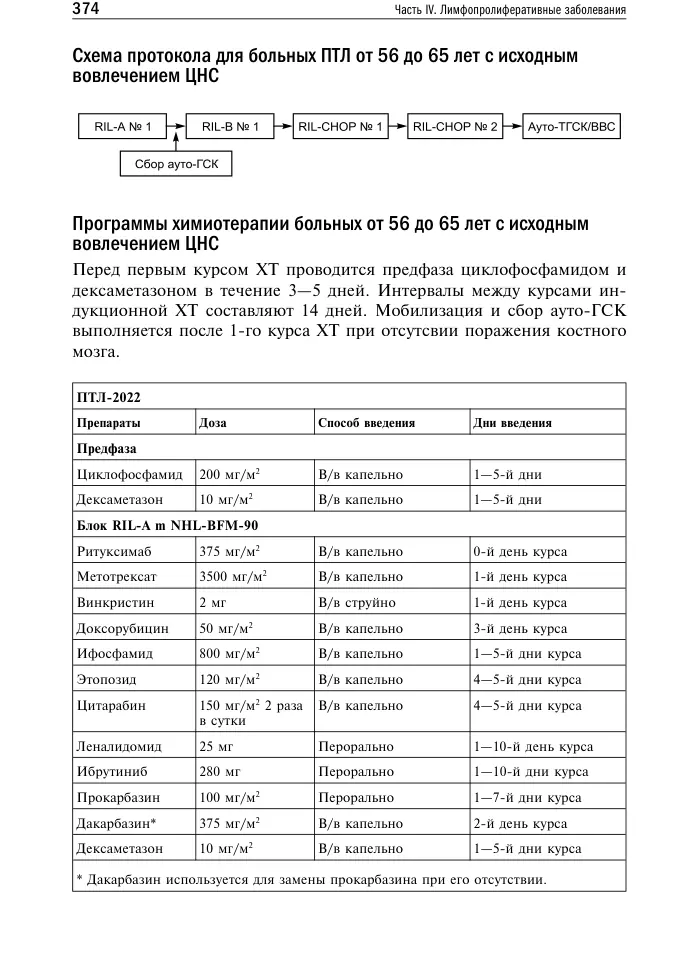 374
Часть IV. Лимфопролиферативные заболевания
Схема протокола для больных ПТЛ от 56 до 65 лет с исходным
вовлечением ЦНС
RIL-A № 1
RIL-B № 1
RIL-CHOP № 1
RIL-CHOP № 2
Ауто-ТГСК/BBC
Сбор ауто-ГСК
Программы химиотерапии больных от 56 до 65 лет с исходным
вовлечением ЦНС
Перед первым курсом ХТ проводится предфаза циклофосфамидом и
дексаметазоном в течение 3—5 дней. Интервалы между курсами ин-
дукционной ХТ составляют 14 дней. Мобилизация и сбор ауто-ГСК
выполняется после 1-го курса ХТ при отсутсвии поражения костного
мозга.
ПТЛ-2022
Препараты Доза Способ введения Дни введения
Предфаза
Циклофосфамид 200 мг/м² В/в капельно 1—5-й дни
Дексаметазон 10 мг/м² В/в капельно 1—5-й дни
Блок RIL-A m NHL-BFM-90
Ритуксимаб 375 мг/м² В/в капельно 0-й день курса
Метотрексат 3500 мг/м² В/в капельно 1-й день курса
Винкристин 2 мг В/в струйно 1-й день курса
Доксорубицин 50 мг/м² В/в капельно 3-й день курса
Ифосфамид 800 мг/м² В/в капельно 1—5-й дни курса
Этопозид 120 мг/м² В/в капельно 4—5-й дни курса
Цитарабин 150 мг/м² 2 раза В/в капельно 4—5-й дни курса
в сутки
Леналидомид 25 мг Перорально 1—10-й день курса
Ибрутиниб 280 мг Перорально 1—10-й дни курса
Прокарбазин 100 мг/м² Перорально 1—7-й дни курса
Дакарбазин* 375 мг/м² В/в капельно 2-й день курса
Дексаметазон 10 мг/м² В/в капельно 1—5-й дни курса
* Дакарбазин используется для замены прокарбазина при его отсутствии.